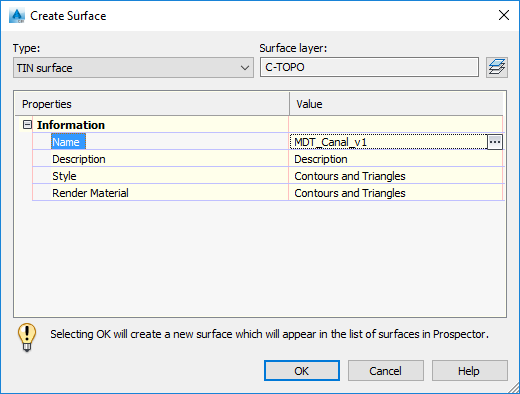 Create Surface
Type: Surface layer:
TIN surface C-TOPO
Properties Value
Information
Name MDT_Canal_v1 ...
Description Description
Style Contours and Triangles
Render Material Contours and Triangles
Selecting OK will create a new surface which will appear in the list of surfaces in Prospector.
OK Cancel Help